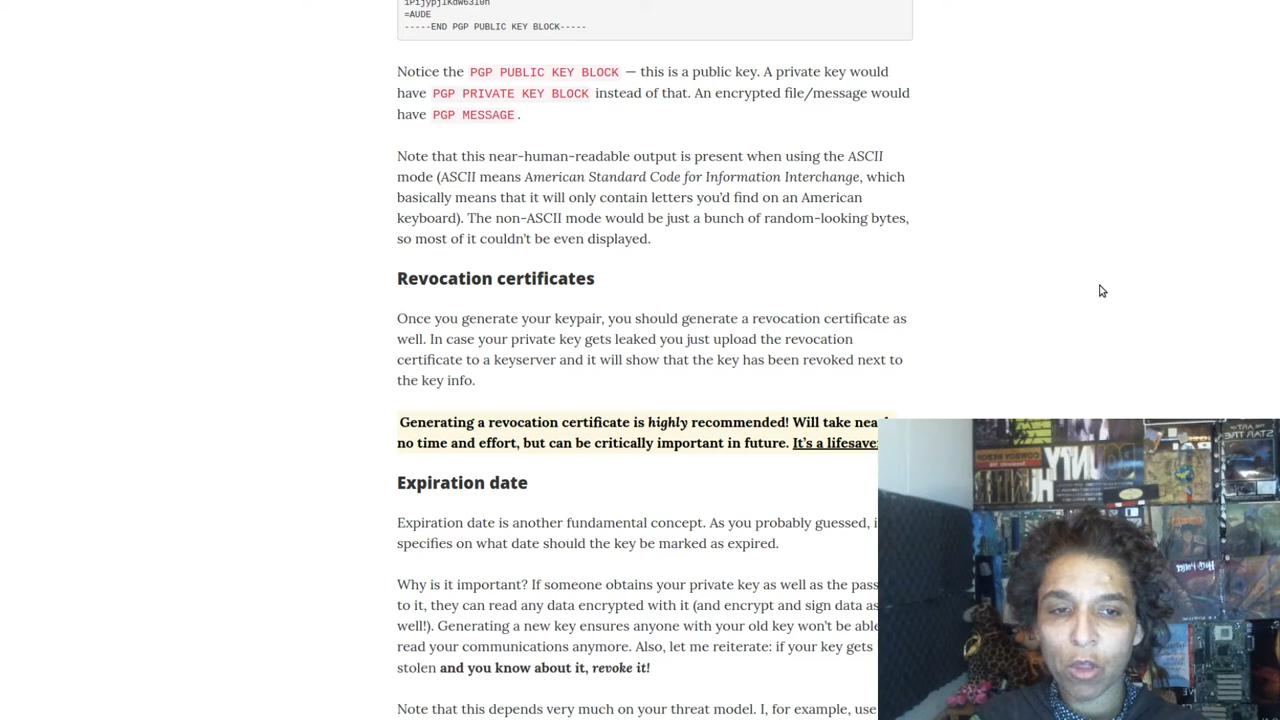 =AUDE
-----END PGP PUBLIC KEY BLOCK-----
Notice the PGP PUBLIC KEY BLOCK — this is a public key. A private key would
have PGP PRIVATE KEY BLOCK instead of that. An encrypted file/message would
have PGP MESSAGE.
Note that this near-human-readable output is present when using the ASCII
mode (ASCII means American Standard Code for Information Interchange, which
basically means that it will only contain letters you’d find on an American
keyboard). The non-ASCII mode would be just a bunch of random-looking bytes,
so most of it couldn’t be even displayed.
Revocation certificates
Once you generate your keypair, you should generate a revocation certificate as
well. In case your private key gets leaked you just upload the revocation
certificate to a keyserver and it will show that the key has been revoked next to
the key info.
Generating a revocation certificate is highly recommended! Will take
no time and effort, but can be critically important in future. It’s a lifesaver
Expiration date
Expiration date is another fundamental concept. As you probably guessed,
specifies on what date should the key be marked as expired.
Why is it important? If someone obtains your private key as well as the pass
to it, they can read any data encrypted with it (and encrypt and sign data as
well!). Generating a new key ensures anyone with your old key won’t be able
read your communications anymore. Also, let me reiterate: if your key gets
stolen and you know about it, revoke it!
Note that this depends very much on your threat model. I, for example, use
COWBOY BEBOP
BOUNTY
THE ART OF
STAR TREK